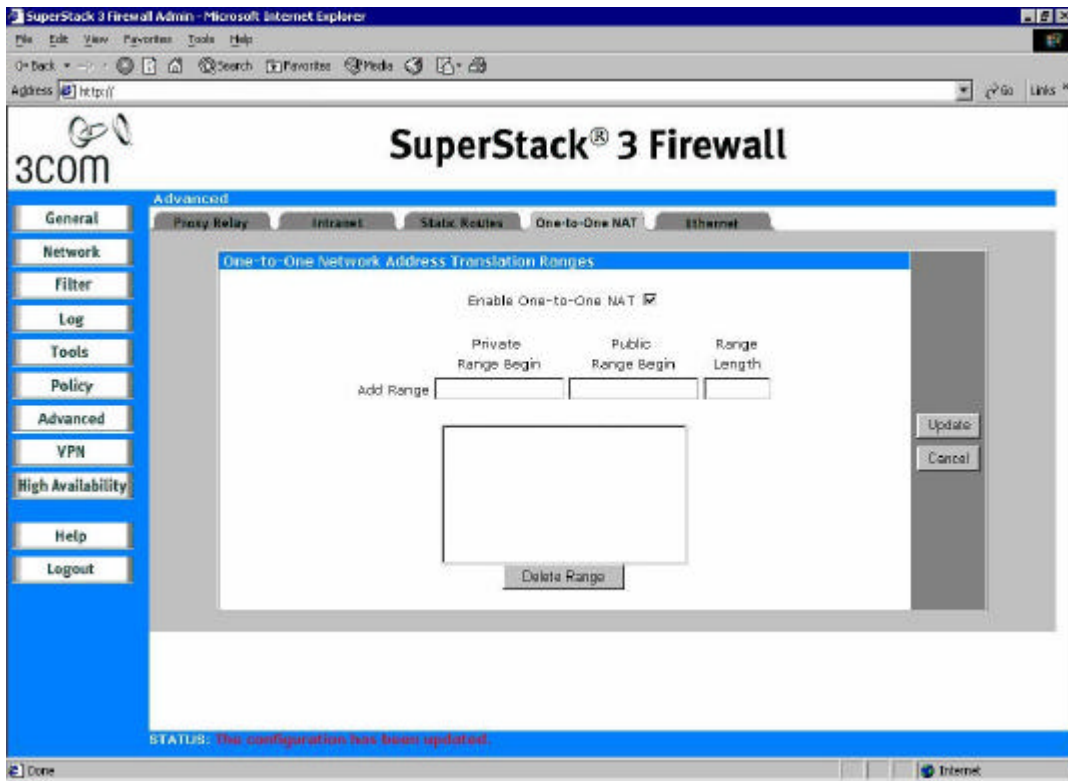 SuperStack 3 Firewall Admin - Microsoft Internet Explorer
File Edit View Favorites Tools Help
Back Search Favorites Media
Address http:// Go Links
3COM
SuperStack® 3 Firewall
Advanced
Proxy Relay Intranet Static Routes One-to-One NAT Ethernet
General
Network
Filter
Log
Tools
Policy
Advanced
VPN
High Availability
Help
Logout
One-to-One Network Address Translation Ranges
Enable One-to-One NAT
Private Range Begin
Public Range Begin
Range Length
Add Range
Update
Cancel
Delete Range
STATUS: The configuration has been updated.
Done Internet